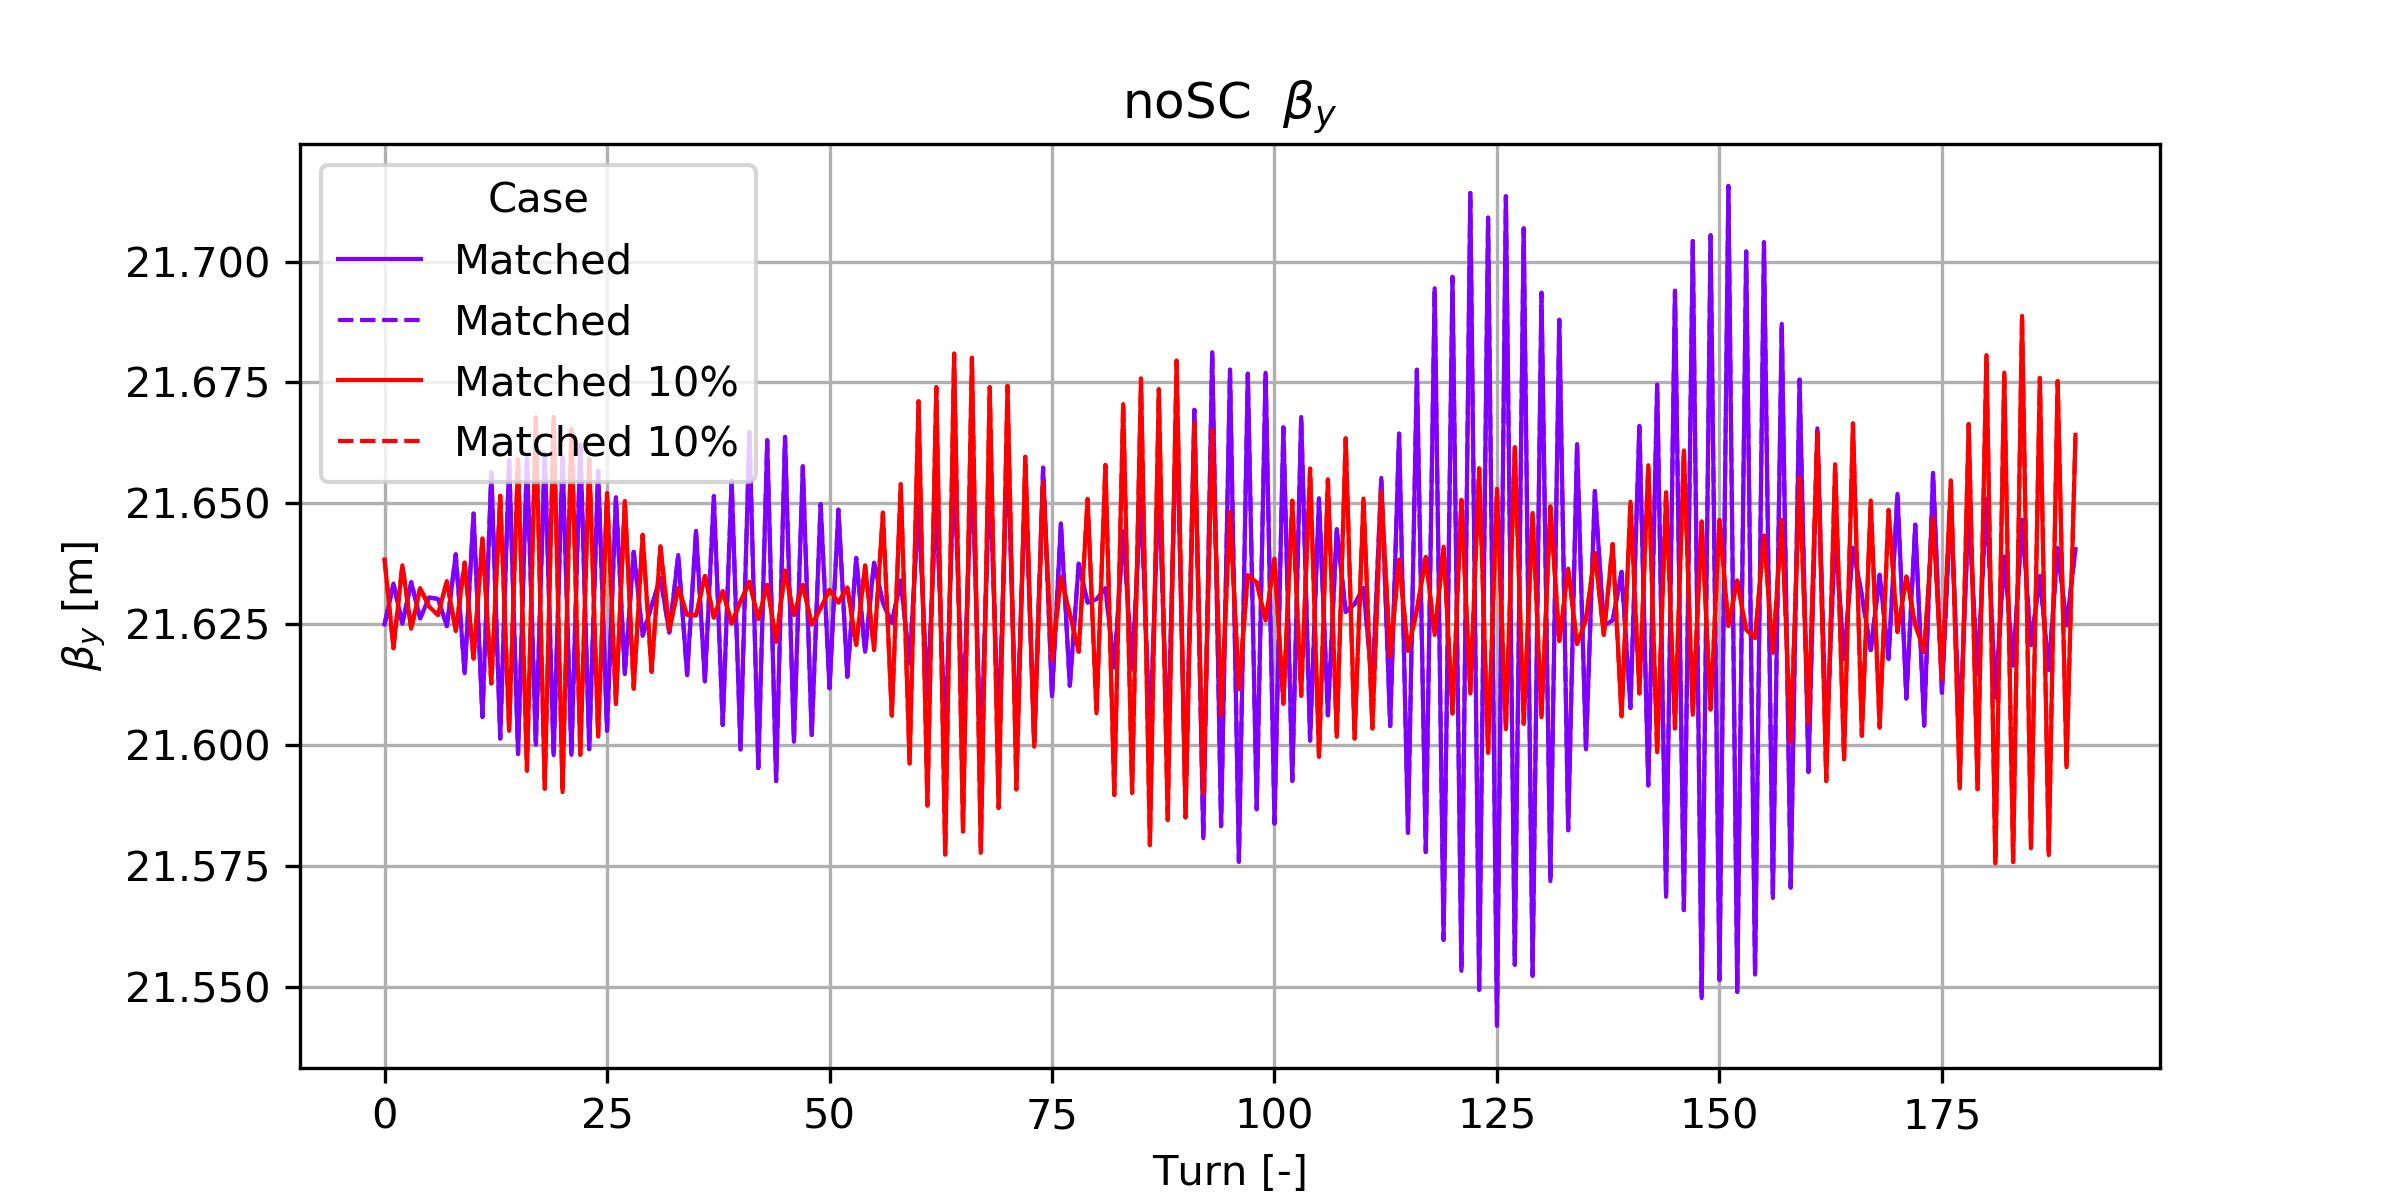 noSC βy
Case
Matched
Matched
Matched 10%
Matched 10%
βy [m]
21.700
21.675
21.650
21.625
21.600
21.575
21.550
0 25 50 75 100 125 150 175
Turn [-]